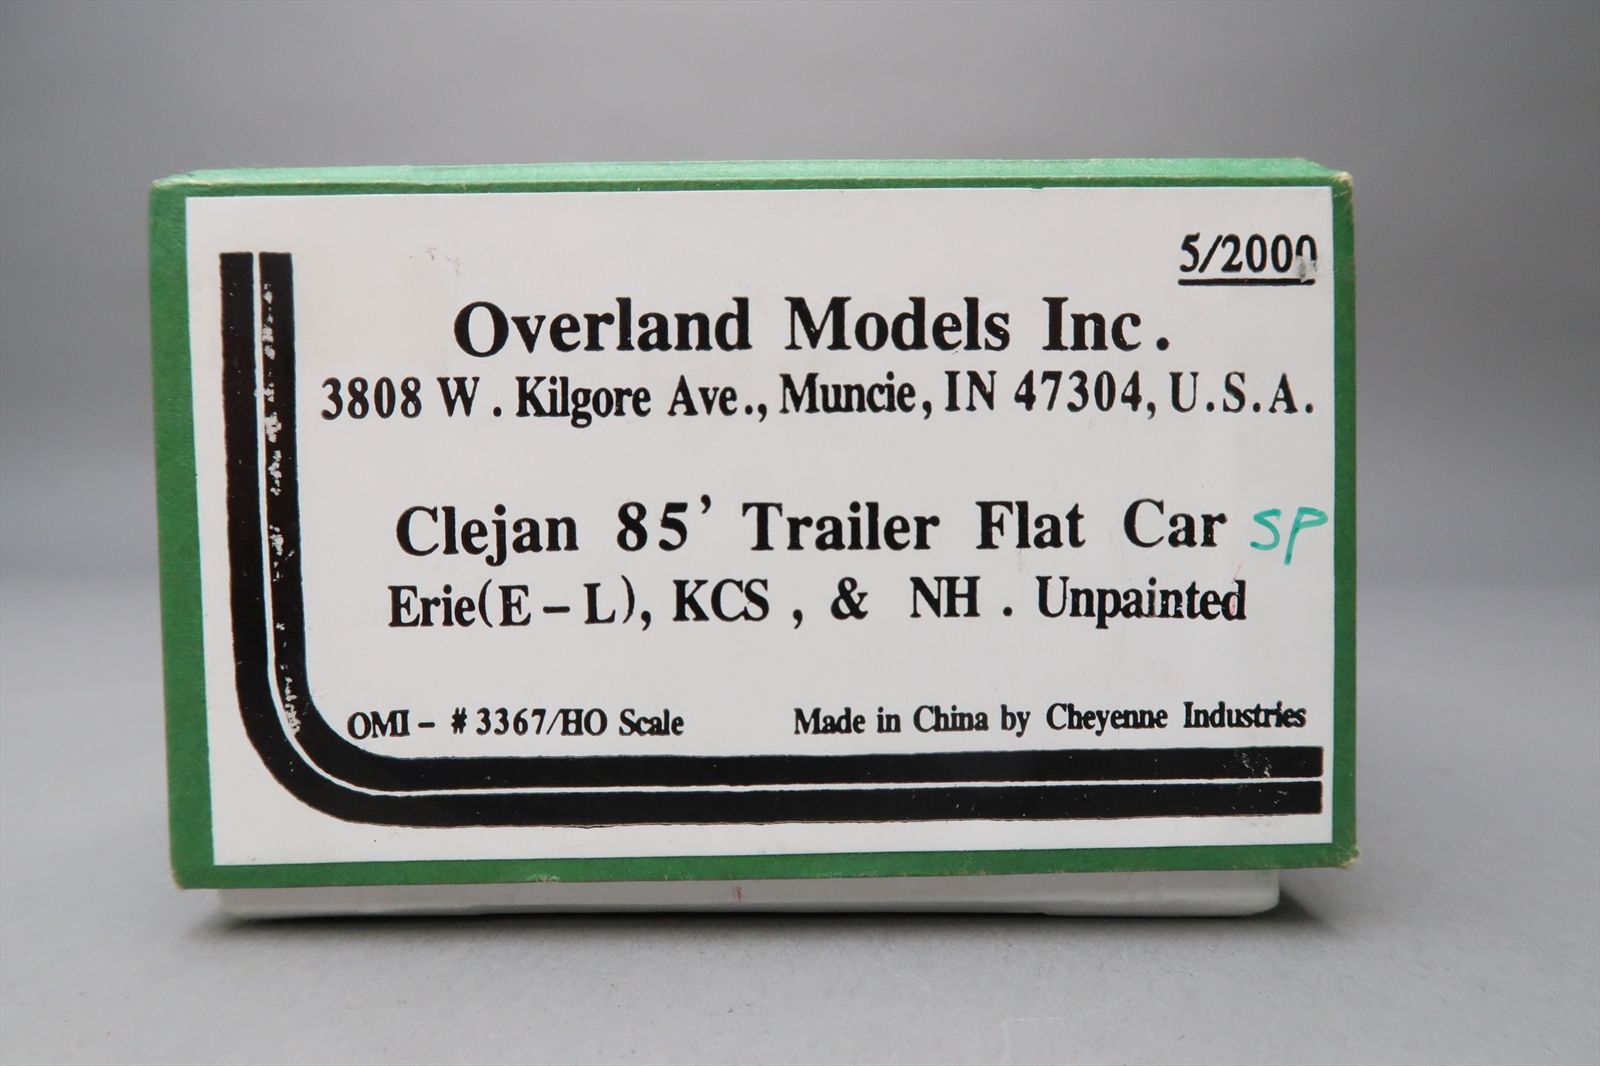 5/2000
Overland Models Inc.
3808 W. Kilgore Ave., Muncie, IN 47304, U.S.A.
Clejan 85' Trailer Flat Car SP
Erie(E-L), KCS, & NH. Unpainted
OMI- #3367/HO Scale Made in China by Cheyenne Industries